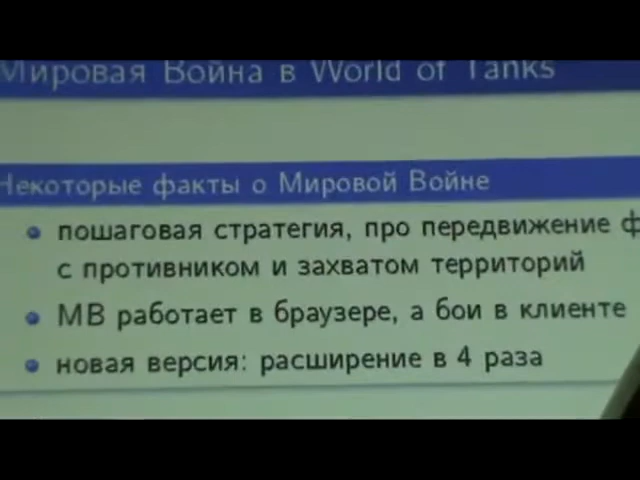 Мировая Война в World of Tanks
Некоторые факты о Мировой Войне
пошаговая стратегия, про передвижение
с противником и захватом территорий
МВ работает в браузере, а бои в клиенте
новая версия: расширение в 4 раза